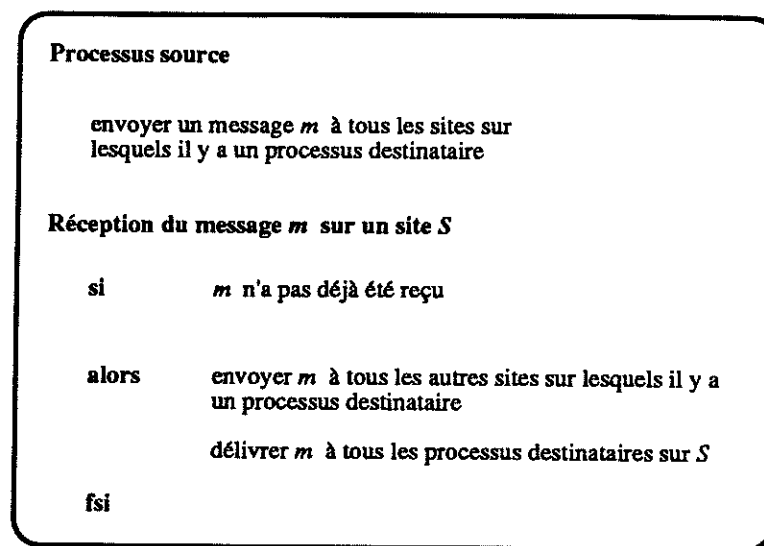 Processus source
envoyer un message m à tous les sites sur
lesquels il y a un processus destinataire
Réception du message m sur un site S
si m n'a pas déjà été reçu
alors envoyer m à tous les autres sites sur lesquels il y a
un processus destinataire
délivrer m à tous les processus destinataires sur S
fsi